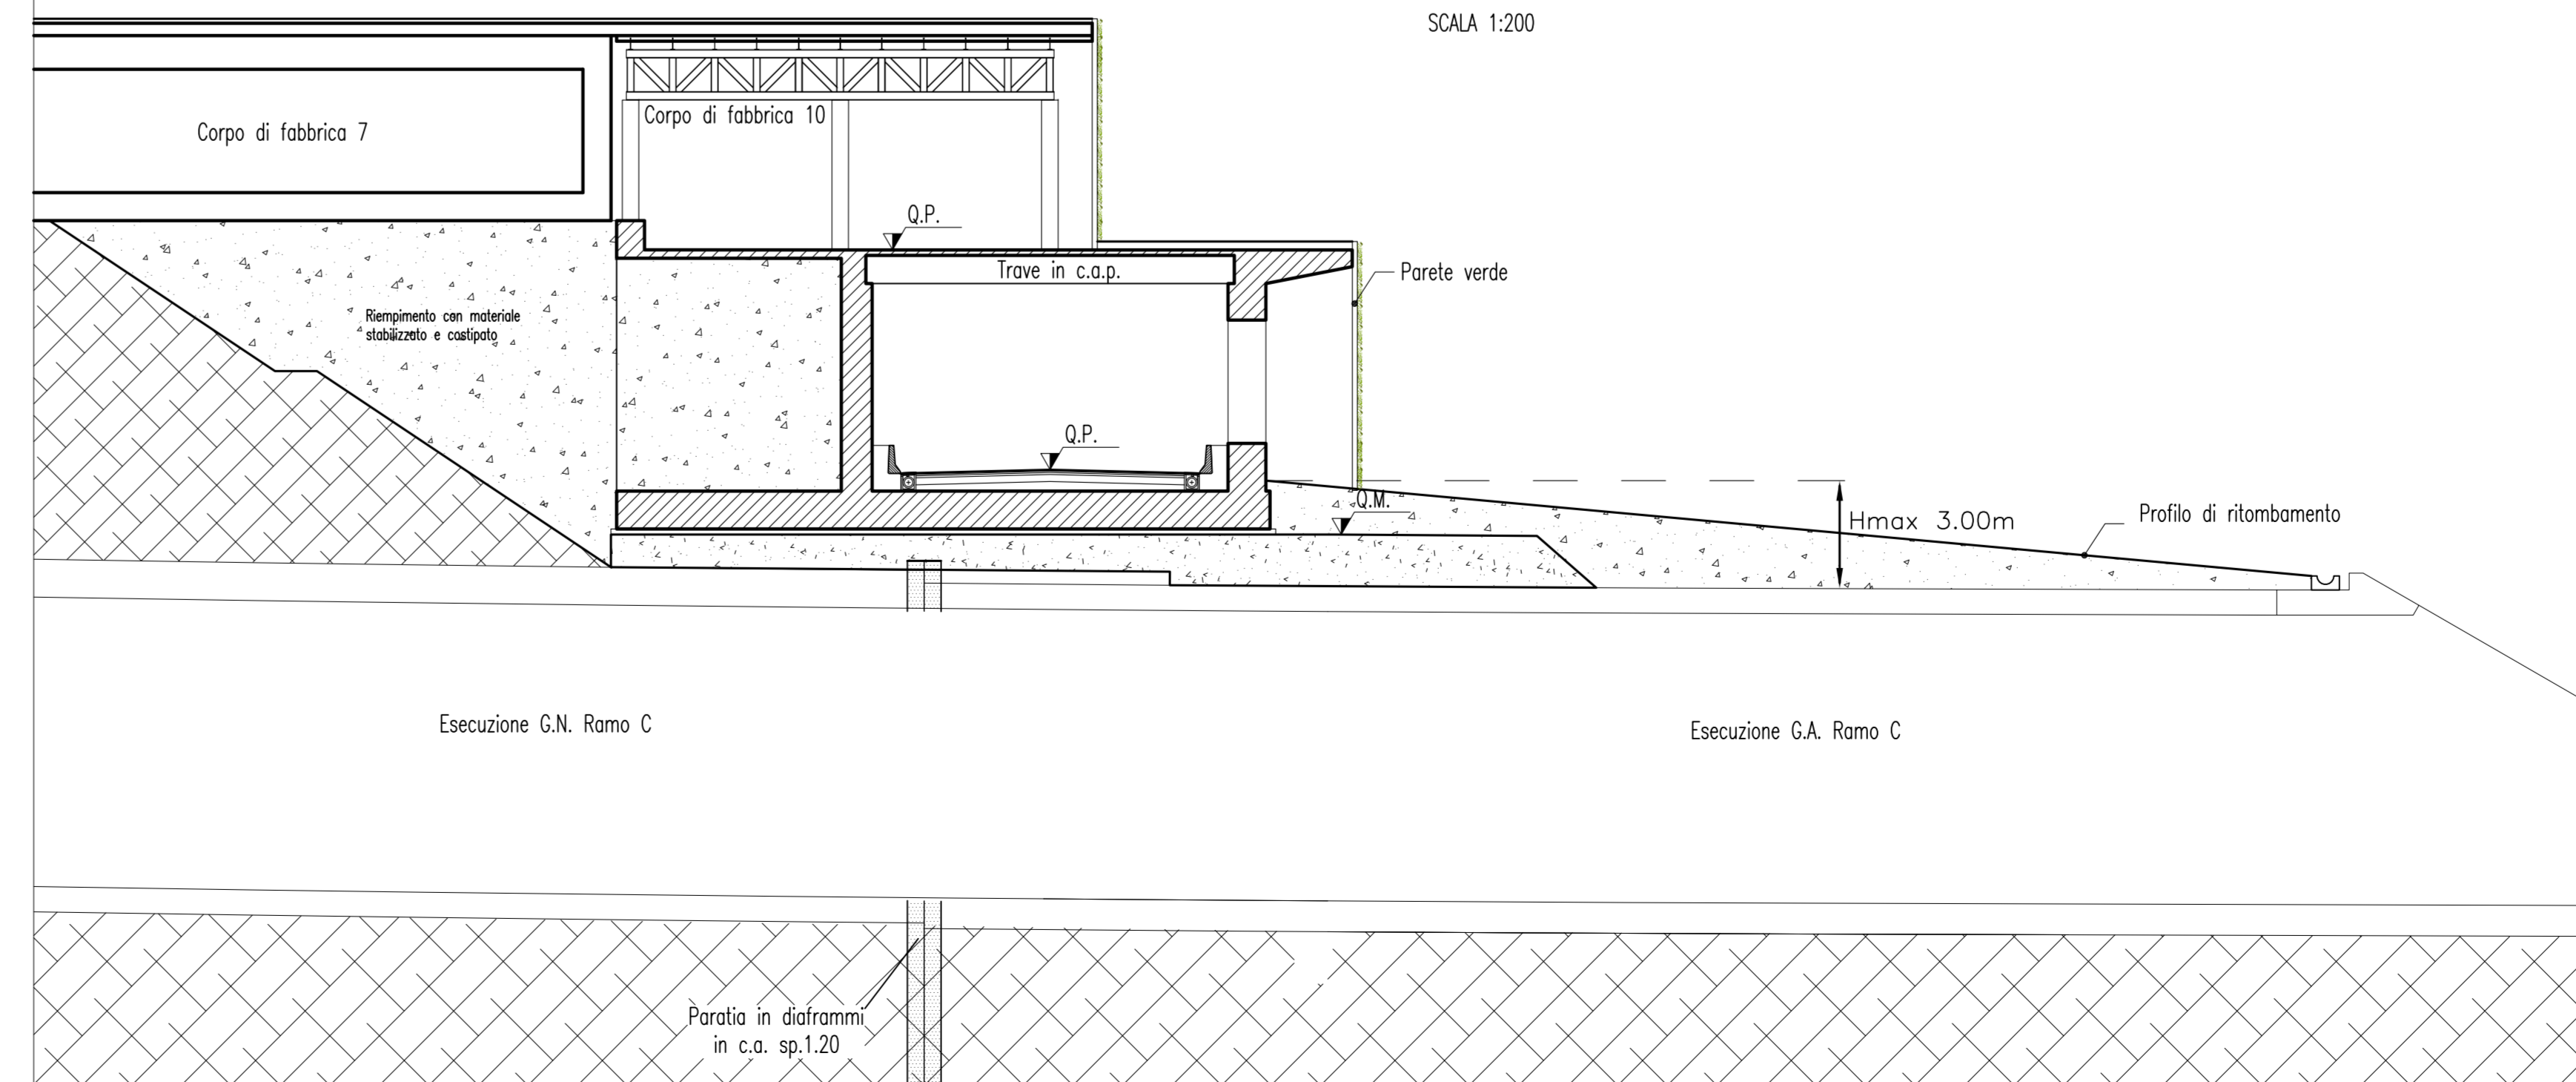 SCALA 1:200
Corpo di fabbrica 7
Corpo di fabbrica 10
Q.P.
Trave in c.a.p.
Parete verde
Riempimento con materiale
stabilizzato e costipato
Q.P.
Q.M.
Hmax 3.00m
Profilo di ritombamento
Esecuzione G.N. Ramo C
Esecuzione G.A. Ramo C
Paratia in diaframmi
in c.a. sp.1.20